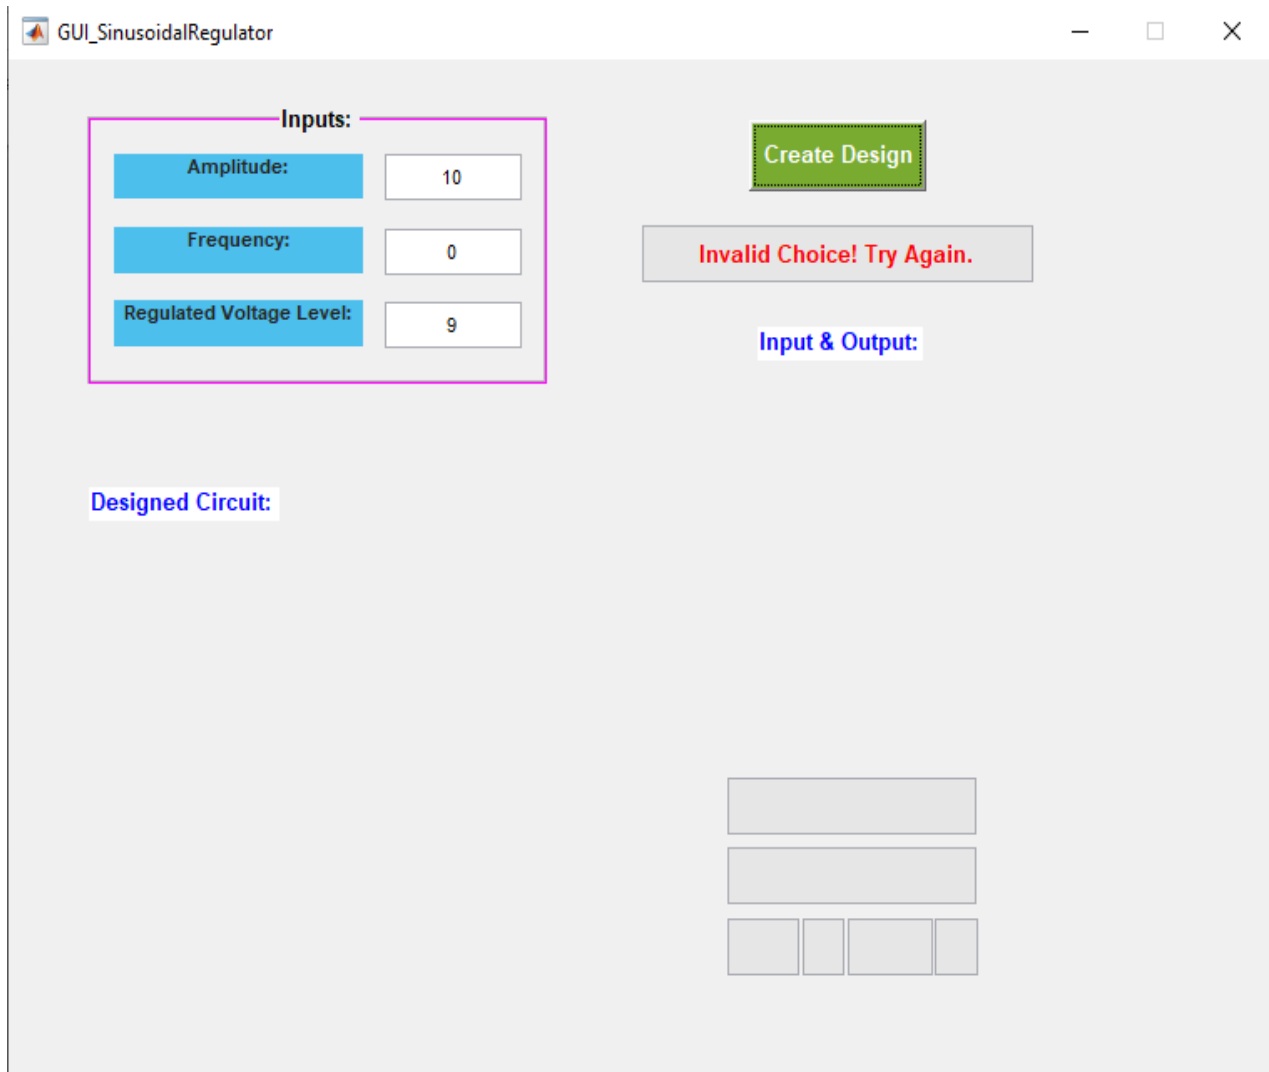 GUI_SinusoidalRegulator
Inputs:
Amplitude:
10
Frequency:
0
Regulated Voltage Level:
9
Create Design
Invalid Choice! Try Again.
Input & Output:
Designed Circuit: